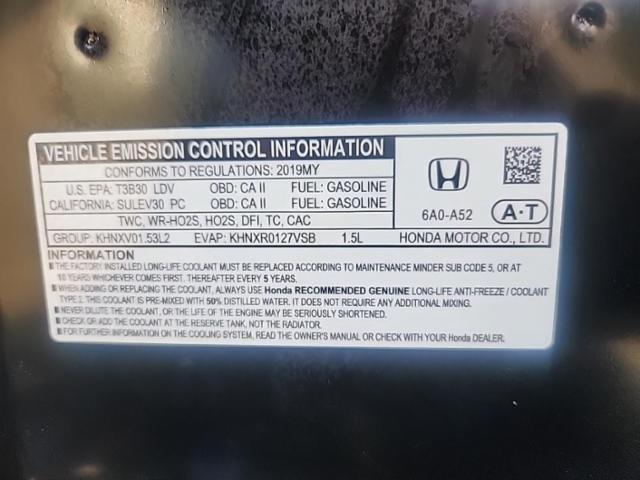 VEHICLE EMISSION CONTROL INFORMATION
CONFORMS TO REGULATIONS: 2019MY
U.S. EPA: T3B30 LDV OBD: CA II FUEL: GASOLINE
CALIFORNIA: SULEV30 PC OBD: CA II FUEL: GASOLINE
TWC, WR-HO2S, HO2S, DFI, TC, CAC
GROUP: KHNXV01.53L2 EVAP: KHNXR0127VSB 1.5L
6A0-A52 A·T
HONDA MOTOR CO., LTD.
INFORMATION
■ THE FACTORY INSTALLED LONG-LIFE COOLANT MUST BE REPLACED ACCORDING TO MAINTENANCE MINDER SUB CODE 5, OR AT
10 YEARS WHICHEVER COMES FIRST. THEREAFTER EVERY 5 YEARS.
■ WHEN ADDING OR REPLACING COOLANT, ALWAYS USE Honda RECOMMENDED GENUINE LONG-LIFE ANTI-FREEZE / COOLANT
TYPE 2. THIS COOLANT IS PRE-MIXED WITH 50% DISTILLED WATER. IT DOES NOT REQUIRE ANY ADDITIONAL MIXING.
■ NEVER DILUTE THE COOLANT, OR THE LIFE OF THE ENGINE MAY BE SERIOUSLY SHORTENED.
■ CHECK OR ADD THE COOLANT AT THE RESERVE TANK, NOT THE RADIATOR.
■ FOR FURTHER INFORMATION ON THE COOLING SYSTEM, READ THE OWNER'S MANUAL OR CHECK WITH YOUR Honda DEALER.